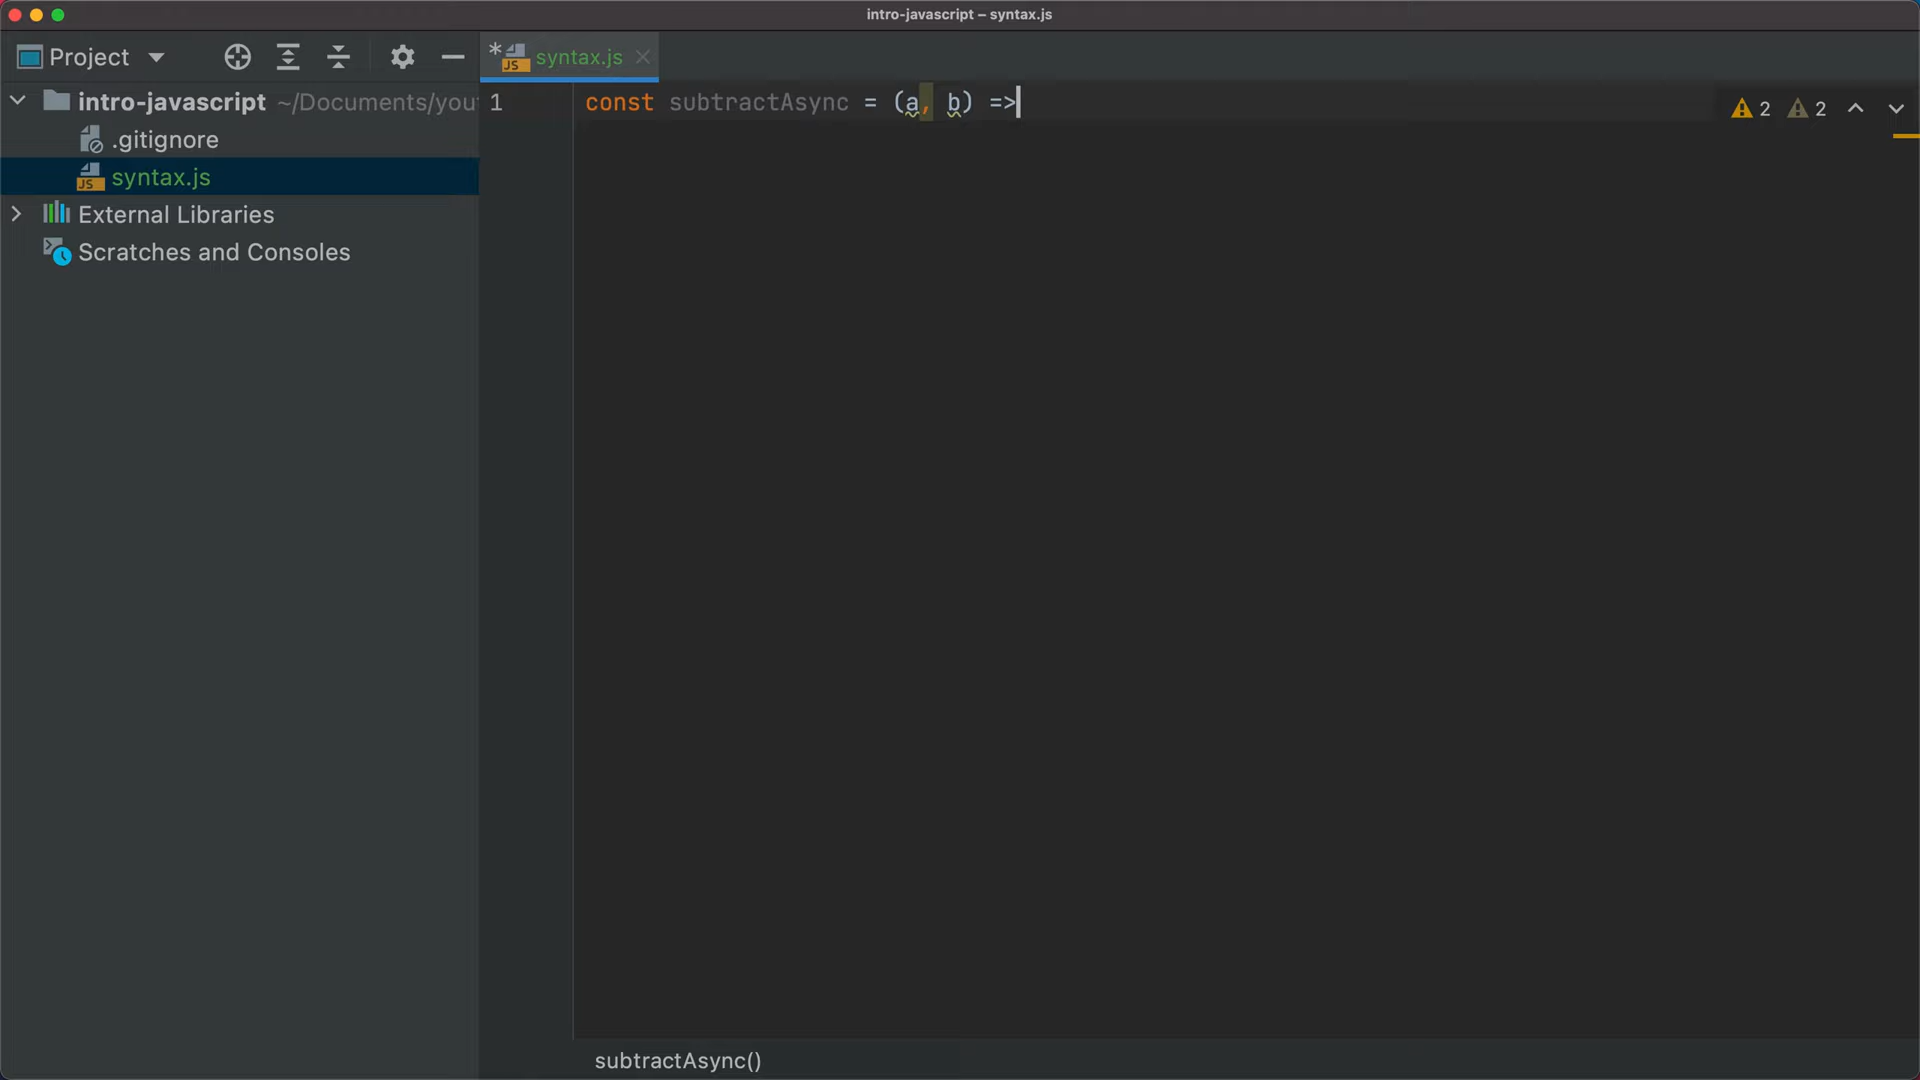 intro-javascript – syntax.js
Project
* syntax.js
intro-javascript ~/Documents/you
.gitignore
JS syntax.js
External Libraries
Scratches and Consoles
1 const subtractAsync = (a, b) =>
2 2
subtractAsync()